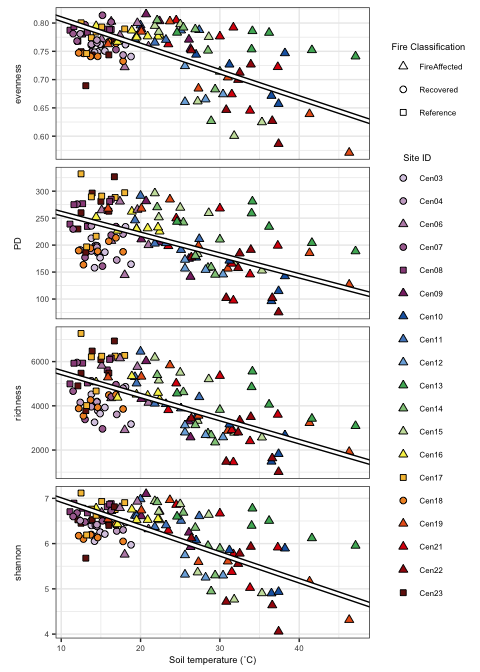 evenness
0.80
0.75
0.70
0.65
0.60
PD
300
250
200
150
100
richness
6000
4000
2000
shannon
7
6
5
4
10
20
30
40
Soil temperature (˚C)
Fire Classification
FireAffected
Recovered
Reference
Site ID
Cen03
Cen04
Cen06
Cen07
Cen08
Cen09
Cen10
Cen11
Cen12
Cen13
Cen14
Cen15
Cen16
Cen17
Cen18
Cen19
Cen21
Cen22
Cen23